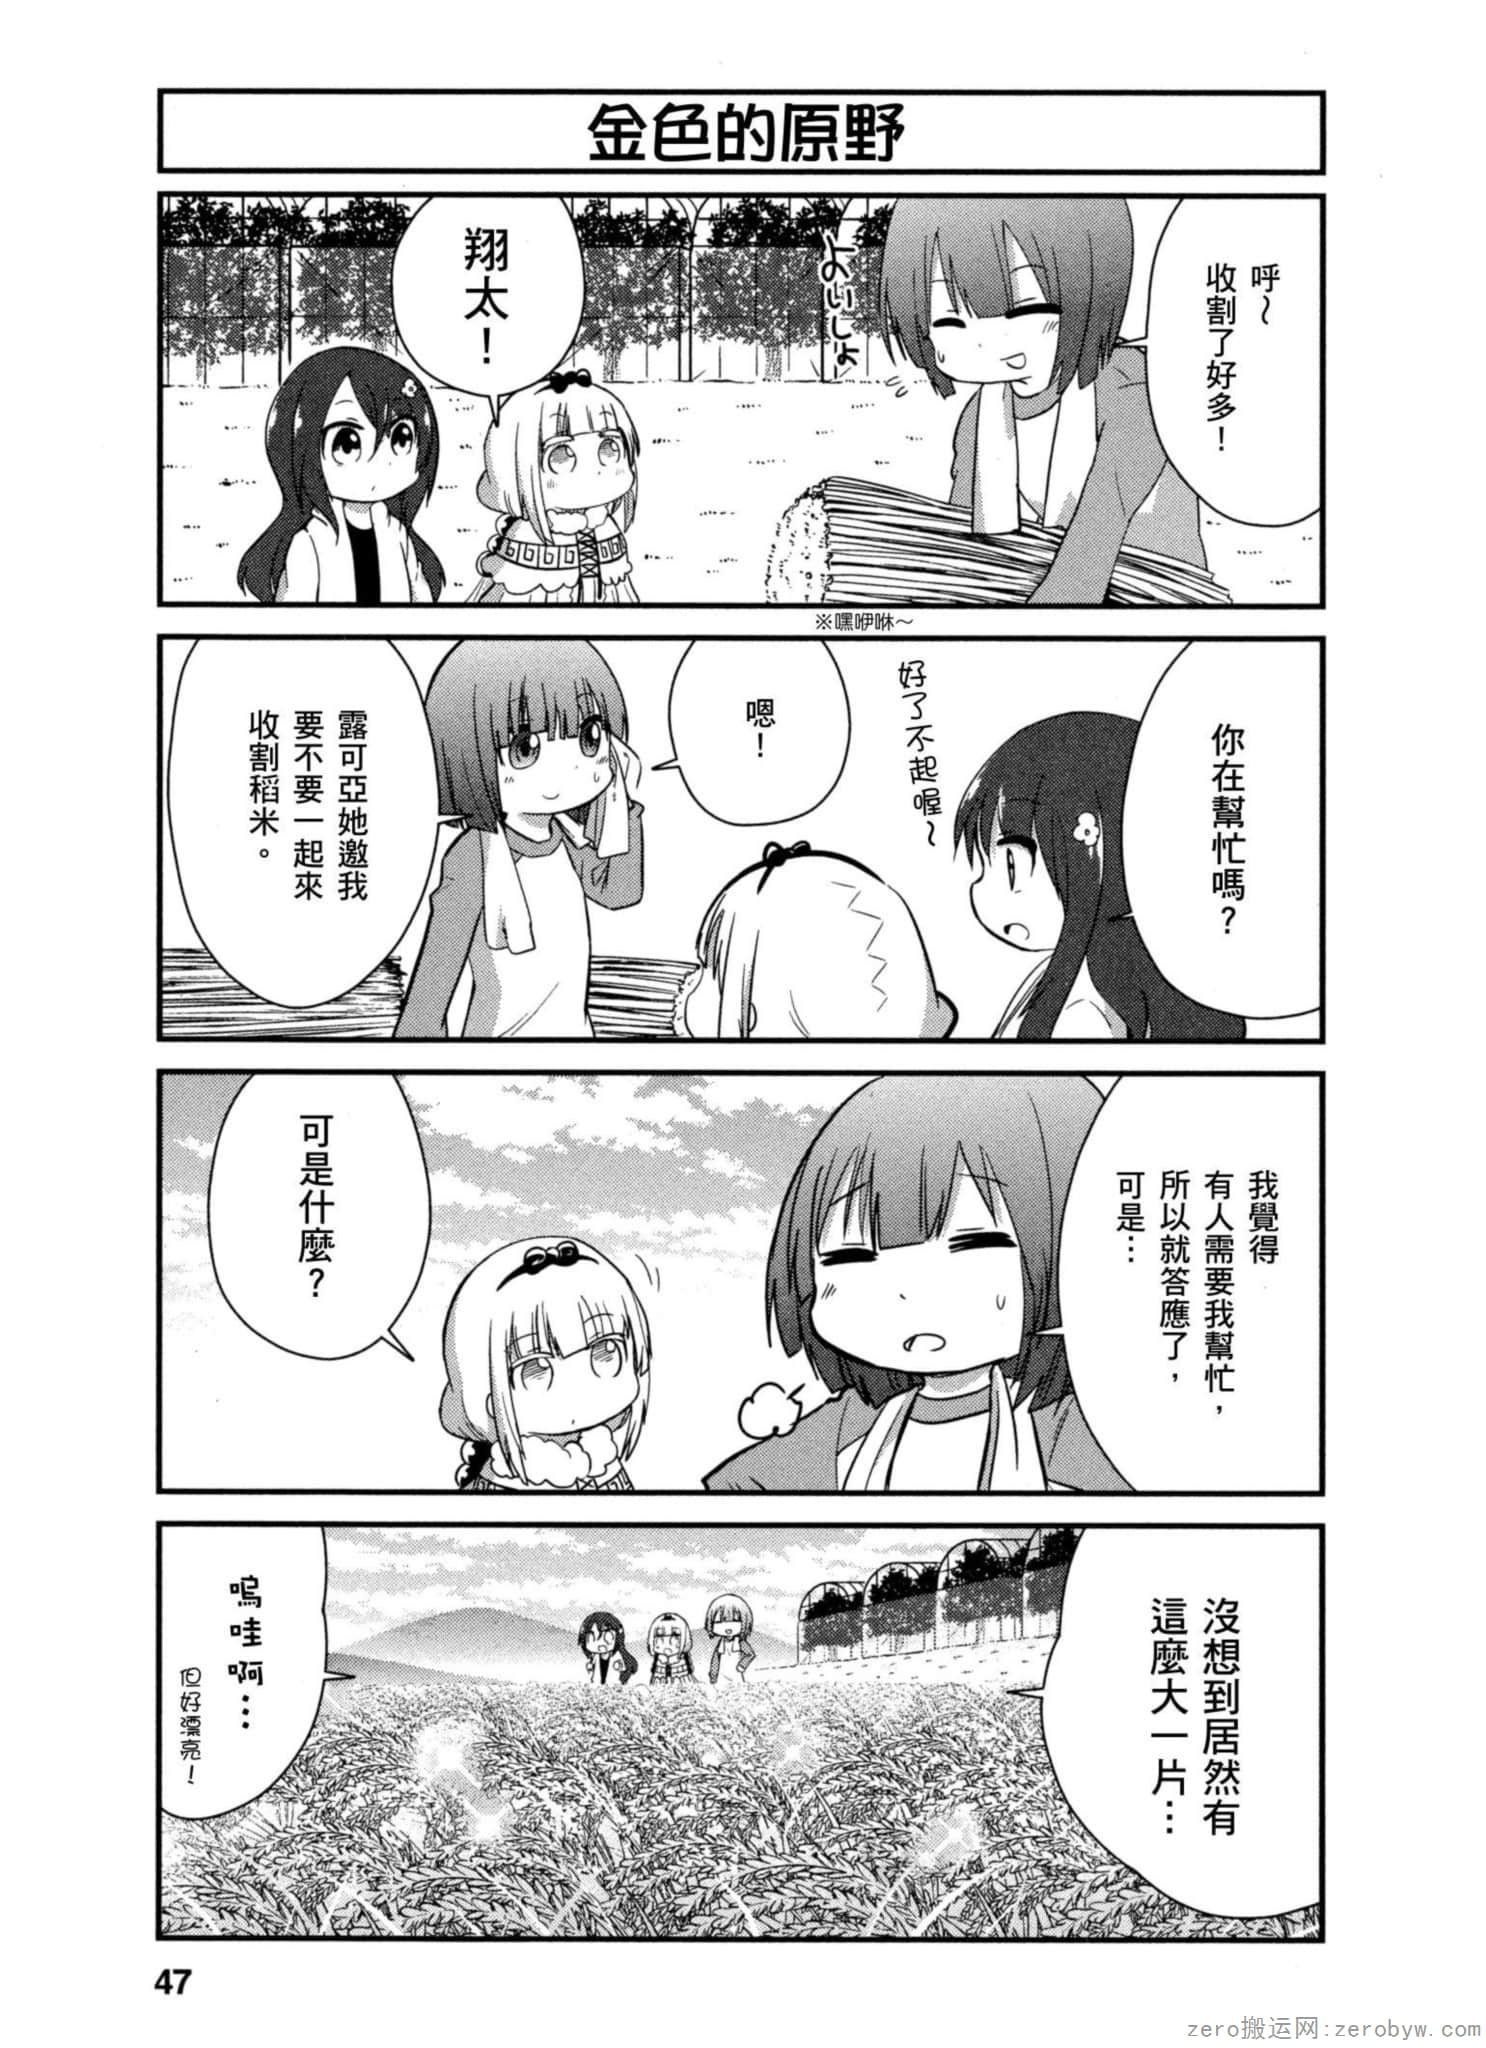 金色的原野
呼～
收割了好多！
よいしょ
翔太！
※嘿咿咻～
你在幫忙嗎？
好了不起喔～
嗯！
露可亞她邀我
要不要一起來
收割稻米。
我覺得
有人需要我幫忙，
所以就答應了，
可是…
可是什麼？
沒想到居然有
這麼大一片…
嗚哇啊…
但好漂亮！
47
zero搬运网:zerobyw.com